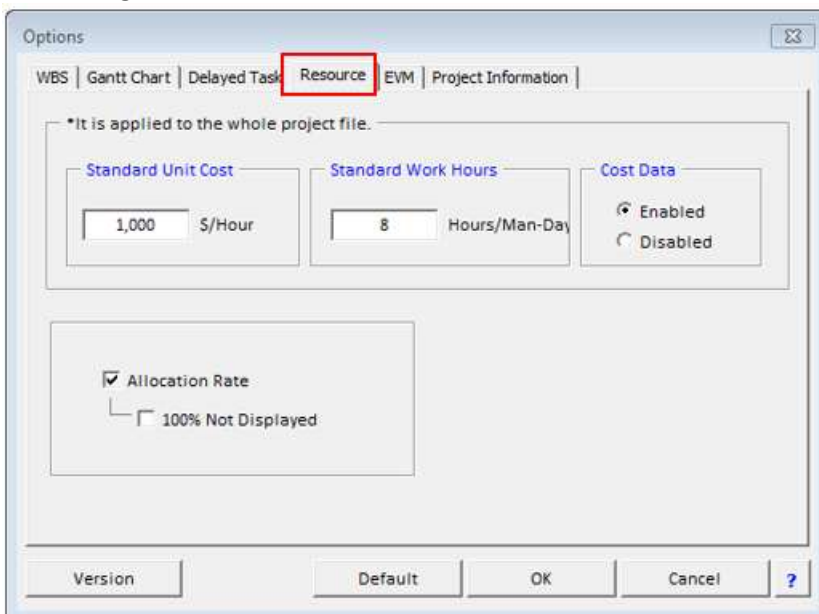 Options
WBS Gantt Chart Delayed Task Resource EVM Project Information
*It is applied to the whole project file.
Standard Unit Cost Standard Work Hours Cost Data
1,000 $/Hour 8 Hours/Man-Day Enabled
Disabled
Allocation Rate
100% Not Displayed
Version Default OK Cancel ?